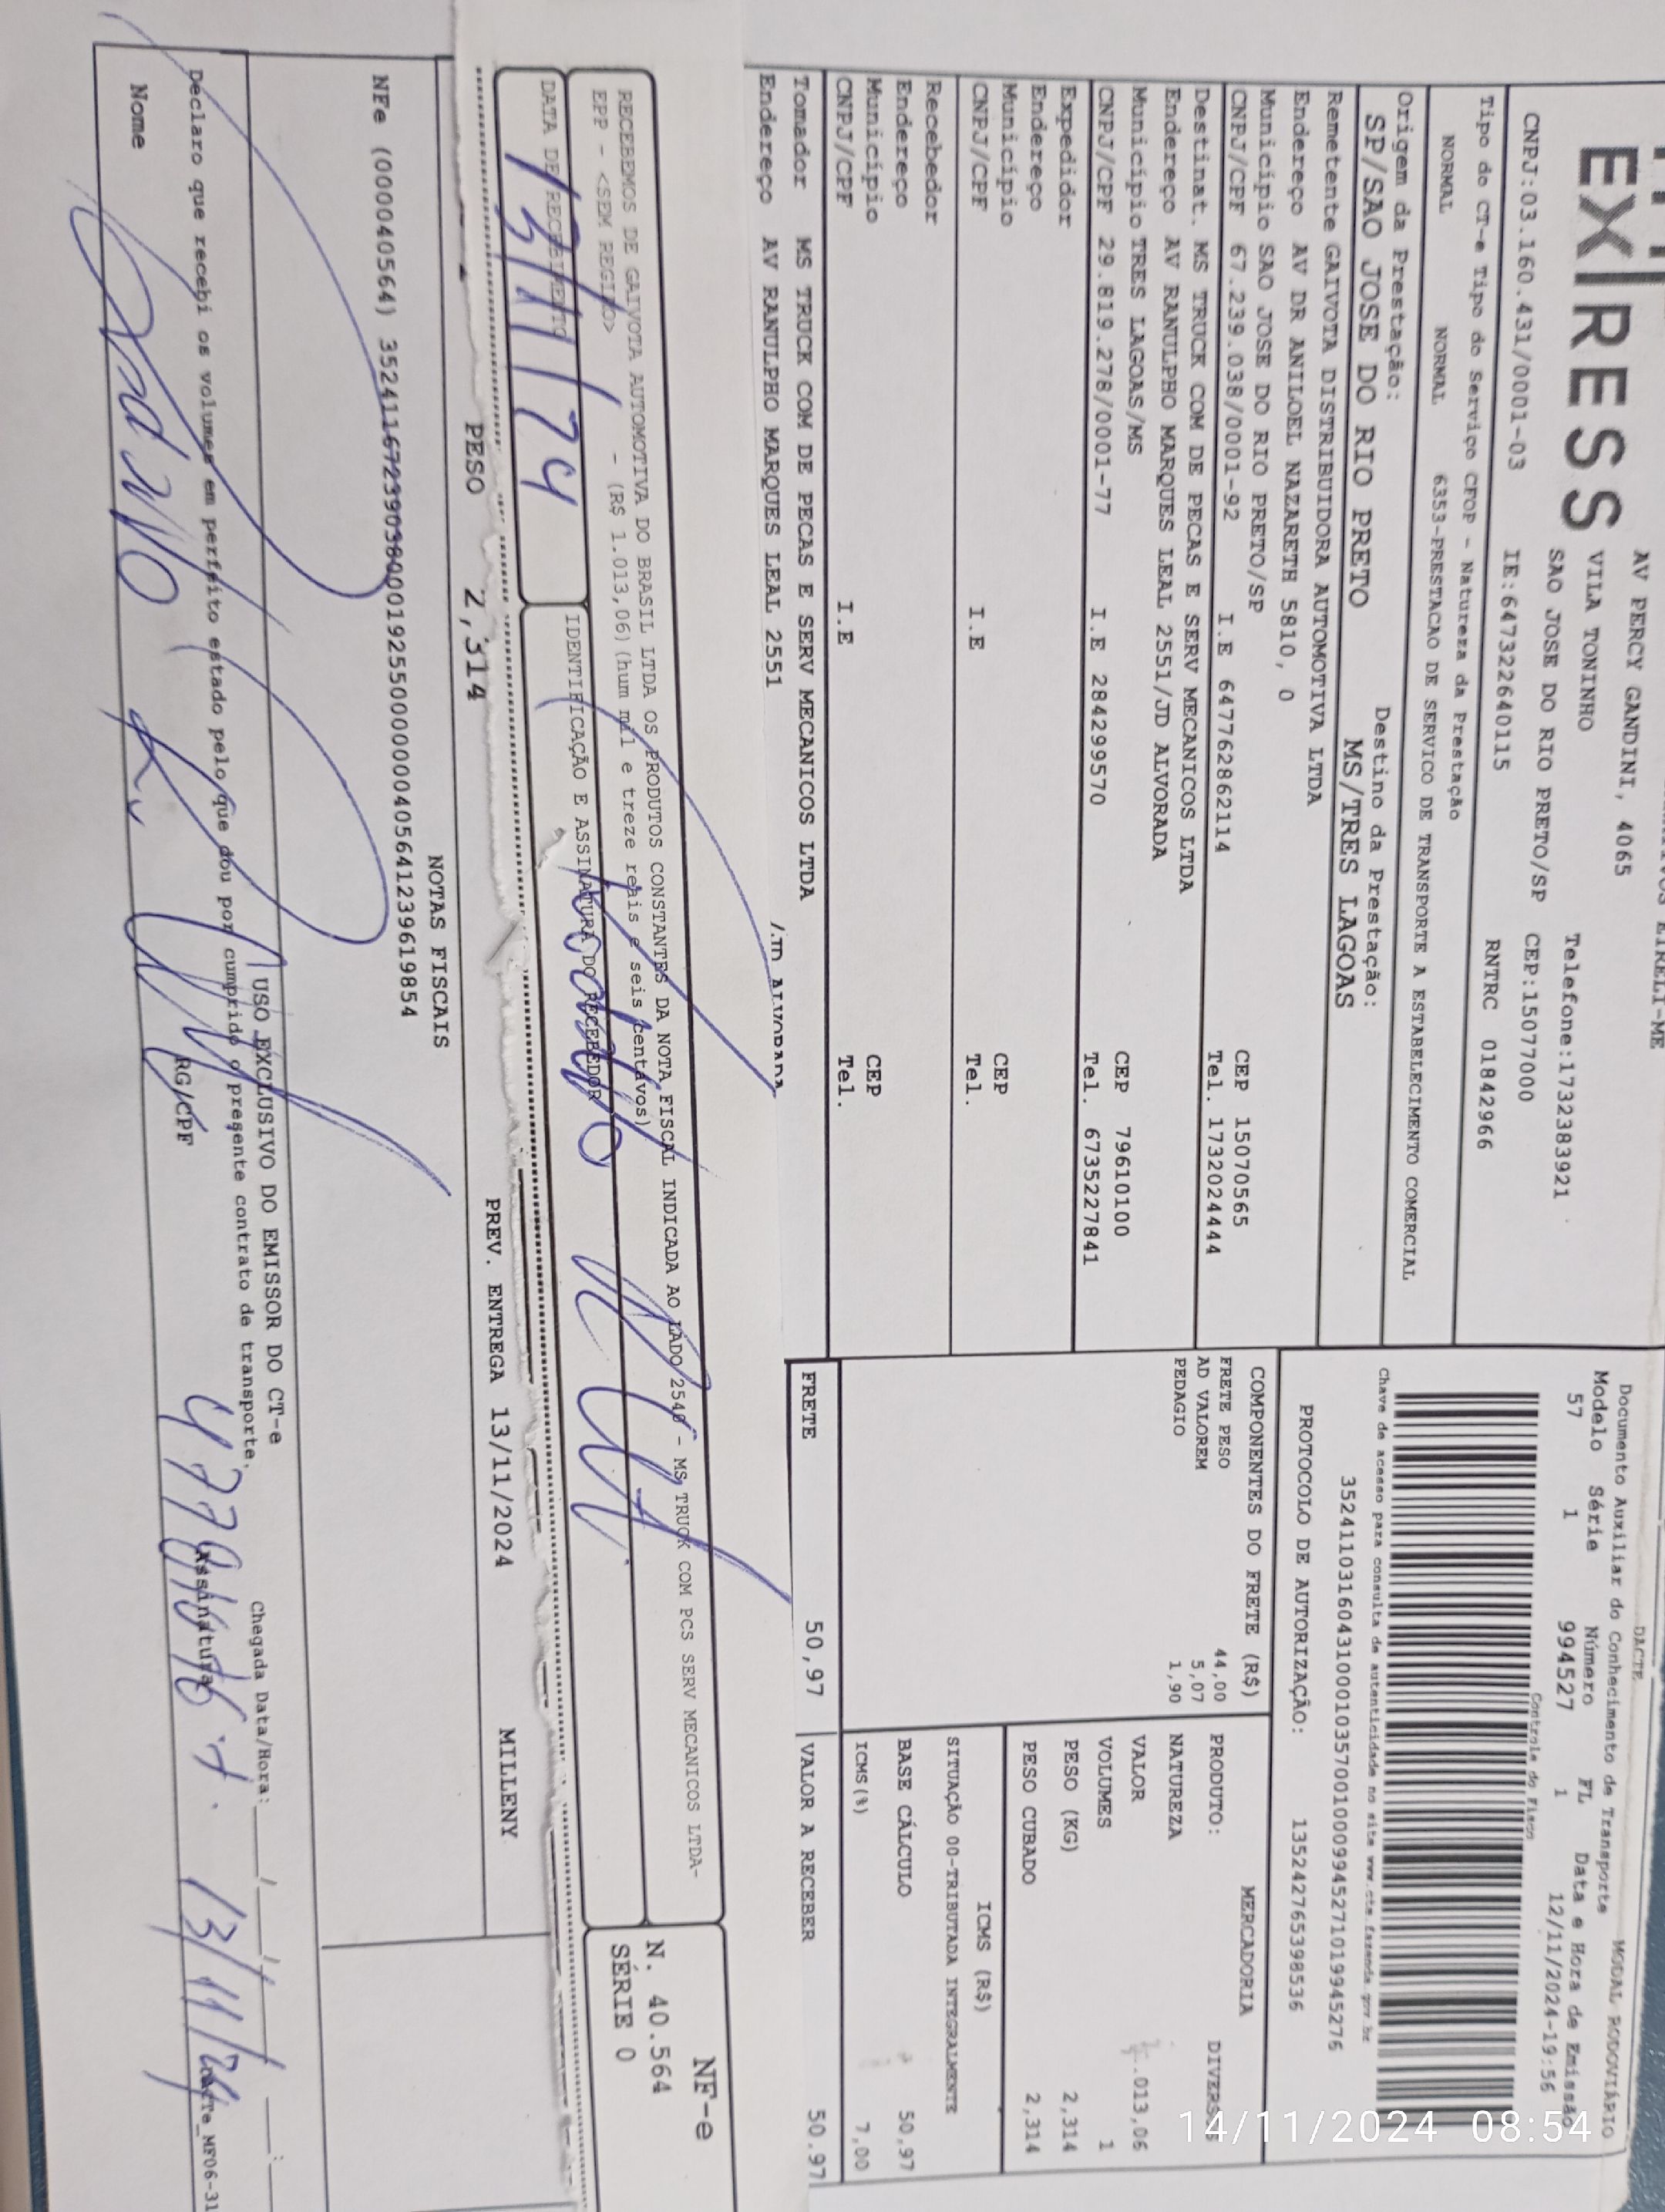 EXPRESS
AV PERCY GANDINI, 4065
VILA TONINHO
SAO JOSE DO RIO PRETO/SP CEP:15077000
Telefone:1732383921
CNPJ:03.160.431/0001-03 IE:647322640115 RNTRC 01842966
Tipo do CT-e Tipo do Serviço CFOP - Natureza da Prestação
NORMAL NORMAL 6353-PRESTACAO DE SERVICO DE TRANSPORTE A ESTABELECIMENTO COMERCIAL
Origem da Prestação: Destino da Prestação:
SP/SAO JOSE DO RIO PRETO MS/TRES LAGOAS
DACTE
Documento Auxiliar do Conhecimento de Transporte
MODAL RODOVIÁRIO
Modelo Série Número FL Data e Hora de Emissão
57 1 994527 1 12/11/2024-19:56
Controle do Fisco
Chave de acesso para consulta de autenticidade no site www.cte.fazenda.gov.br
35241103160431000103570010009945271019945276
PROTOCOLO DE AUTORIZAÇÃO: 135242765398536
Remetente GAIVOTA DISTRIBUIDORA AUTOMOTIVA LTDA
Endereço AV DR ANILOEL NAZARETH 5810, 0
Município SAO JOSE DO RIO PRETO/SP CEP 15070565
CNPJ/CPF 67.239.038/0001-92 I.E 647762862114 Tel. 1732024444
Destinat. MS TRUCK COM DE PECAS E SERV MECANICOS LTDA
Endereço AV RANULPHO MARQUES LEAL 2551/JD ALVORADA
Município TRES LAGOAS/MS CEP 79610100
CNPJ/CPF 29.819.278/0001-77 I.E 284299570 Tel. 6735227841
Expedidor
Endereço
Município CEP
CNPJ/CPF I.E Tel.
Recebedor
Endereço
Município CEP
CNPJ/CPF I.E Tel.
Tomador MS TRUCK COM DE PECAS E SERV MECANICOS LTDA
Endereço AV RANULPHO MARQUES LEAL 2551 /JD ALVORADA
COMPONENTES DO FRETE (R$)
FRETE PESO 44,00
AD VALOREM 5,07
PEDAGIO 1,90
MERCADORIA
PRODUTO: DIVERSOS
NATUREZA
VALOR 1.013,06
VOLUMES 1
PESO (KG) 2,314
PESO CUBADO 2,314
ICMS (R$)
SITUAÇÃO 00-TRIBUTADA INTEGRALMENTE
BASE CÁLCULO 50,97
ICMS(%) 7,00
FRETE 50,97 VALOR A RECEBER 50.97
RECEBEMOS DE GAIVOTA AUTOMOTIVA DO BRASIL LTDA OS PRODUTOS CONSTANTES DA NOTA FISCAL INDICADA AO LADO 2540 - MS TRUCK COM PCS SERV MECANICOS LTDA-
EPP - <SEM REGIAO> - (R$ 1.013,06)(hum mil e treze reais e seis centavos)
DATA DE RECEBIMENTO IDENTIFICAÇÃO E ASSINATURA DO RECEBEDOR
13/11/24
NF-e
N. 40.564
SÉRIE 0
PESO 2,314 PREV. ENTREGA 13/11/2024 MILLENY
NOTAS FISCAIS
NFe (000040564) 35241167239038000192550000000405641239619854
USO EXCLUSIVO DO EMISSOR DO CT-e
Declaro que recebi os volumes em perfeito estado pelo que dou por cumprido o presente contrato de transporte.
Chegada Data/Hora: / / :
Nome RG/CPF Assinatura
13/11/24
14/11/2024 08:54